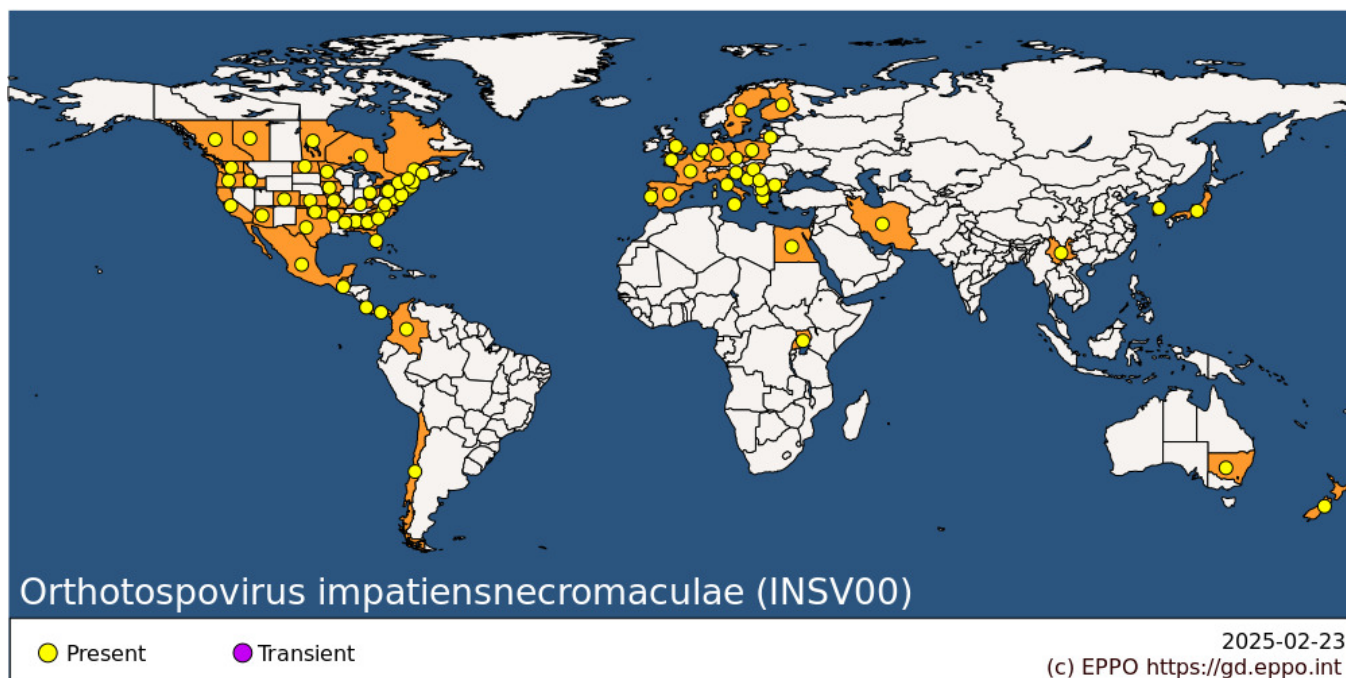 Orthotospovirus impatiensnecromaculae (INSV00)
Present
Transient
2025-02-23
(c) EPPO https://gd.eppo.int